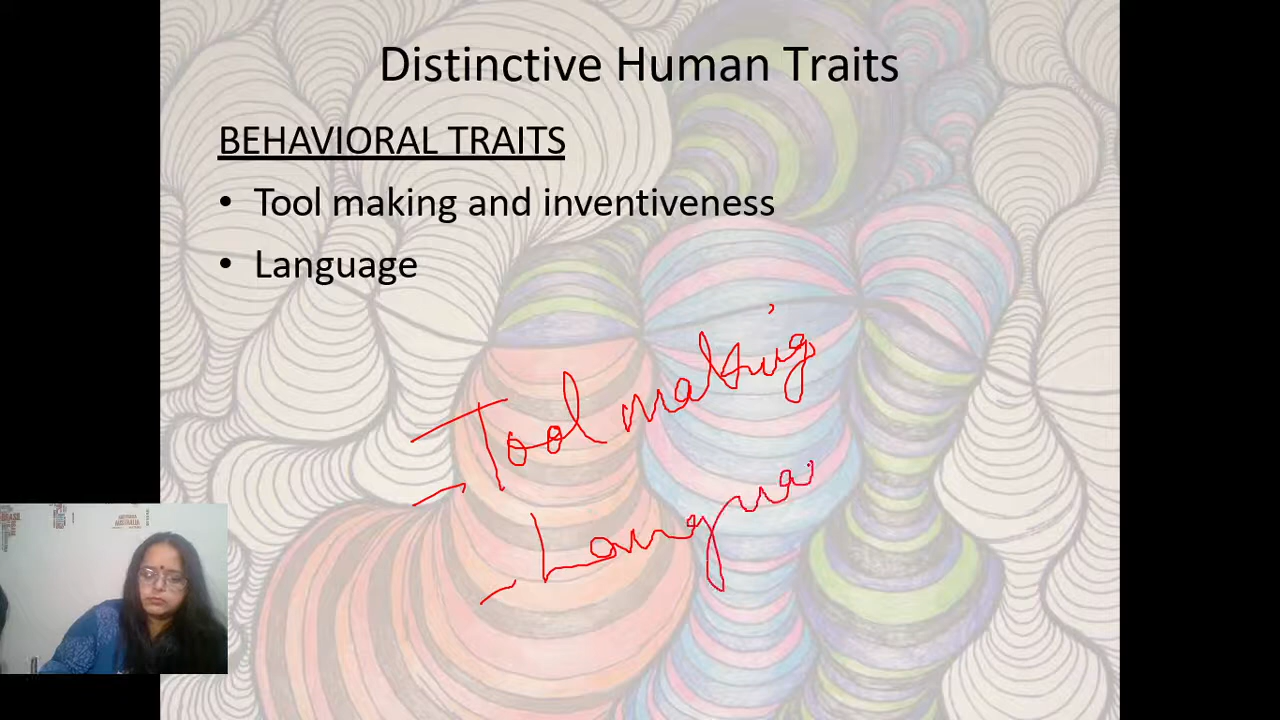 Distinctive Human Traits
BEHAVIORAL TRAITS
• Tool making and inventiveness
• Language
- Tool making
- Langua